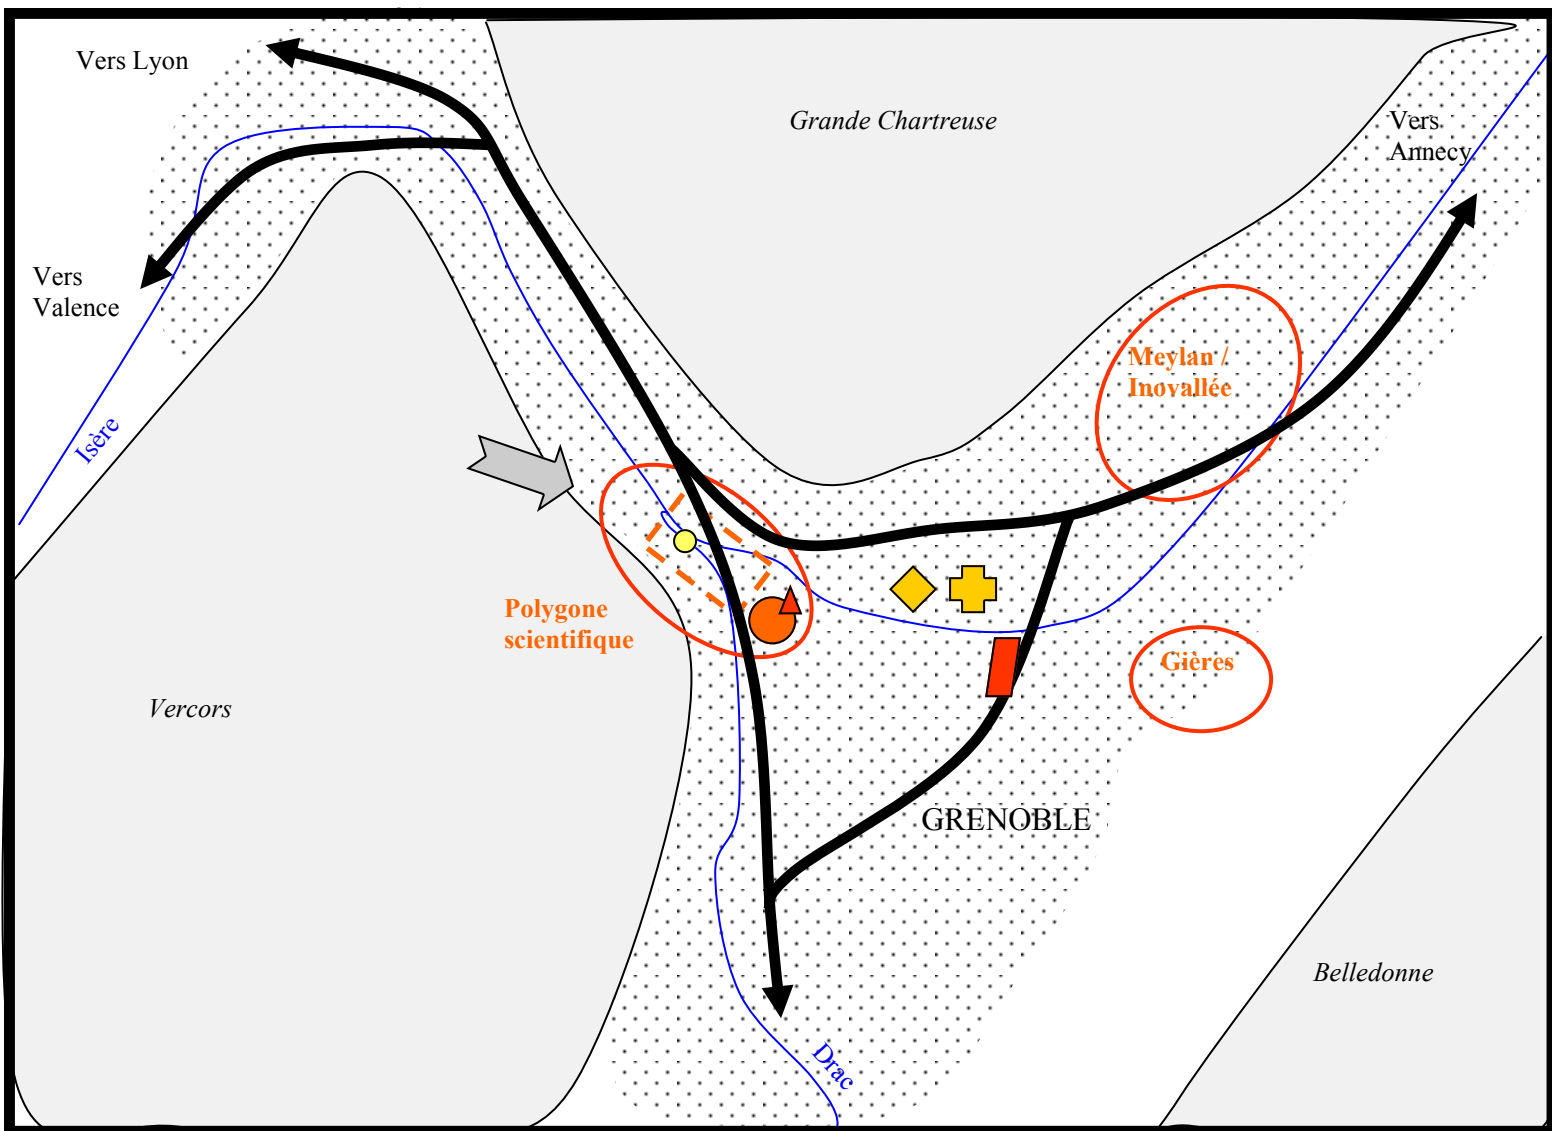 Vers Lyon
Grande Chartreuse
Vers
Annecy
Vers
Valence
Meylan /
Inovallée
Isère
Polygone
scientifique
Gières
Vercors
GRENOBLE
Belledonne
Drac